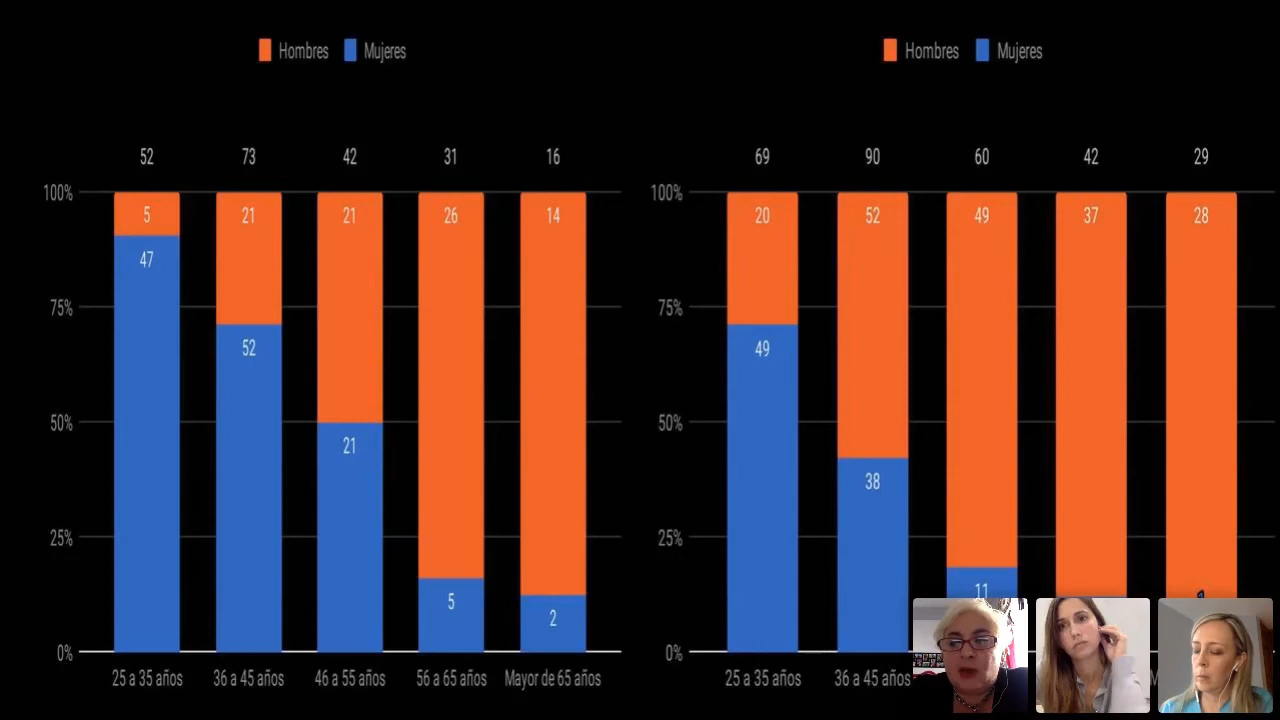 Hombres Mujeres
52 73 42 31 16
100%
5 21 21 26 14
47
75%
52
50%
21
25%
5
2
0%
25 a 35 años 36 a 45 años 46 a 55 años 56 a 65 años Mayor de 65 años
Hombres Mujeres
69 90 60 42 29
100%
20 52 49 37 28
75%
49
50%
38
25%
11
0%
25 a 35 años 36 a 45 años